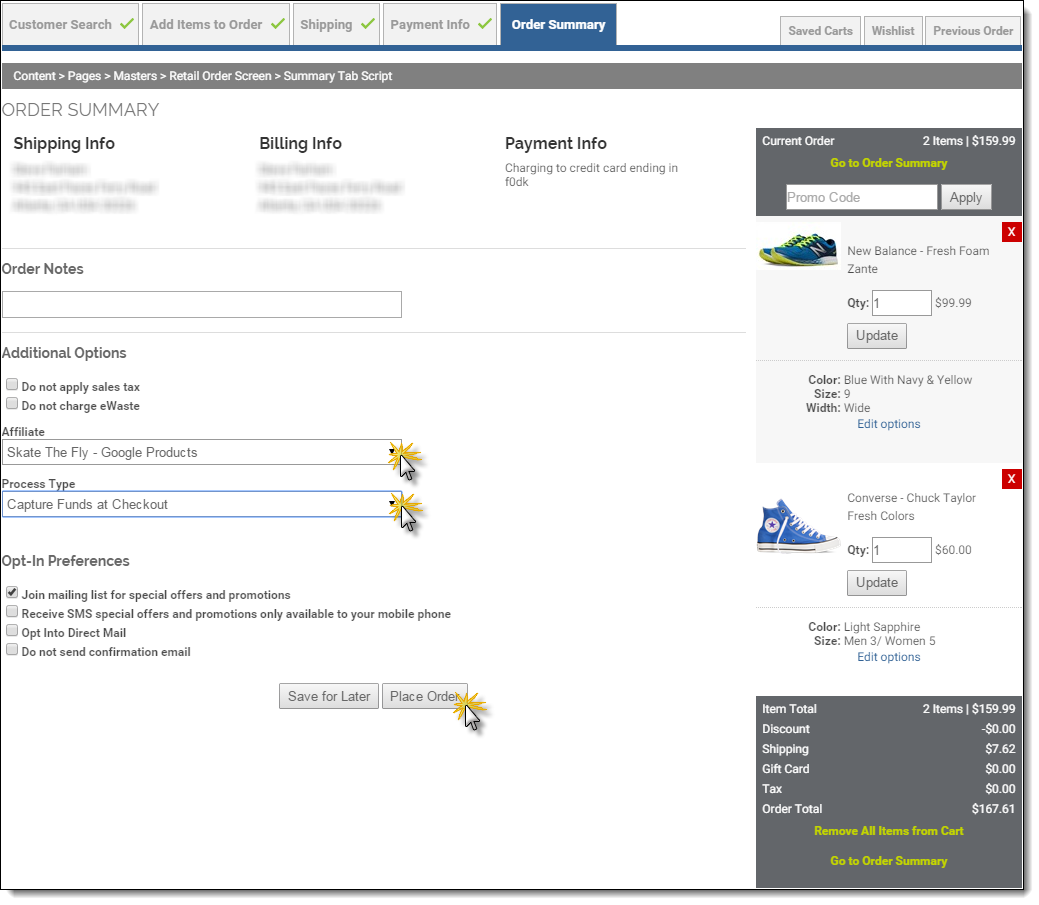 Customer Search
Add Items to Order
Shipping
Payment Info
Order Summary
Saved Carts
Wishlist
Previous Order
Content > Pages > Masters > Retail Order Screen > Summary Tab Script
ORDER SUMMARY
Shipping Info
Billing Info
Payment Info
Charging to credit card ending in
f0dk
Order Notes
Additional Options
Do not apply sales tax
Do not charge eWaste
Affiliate
Skate The Fly - Google Products
Process Type
Capture Funds at Checkout
Opt-In Preferences
Join mailing list for special offers and promotions
Receive SMS special offers and promotions only available to your mobile phone
Opt Into Direct Mail
Do not send confirmation email
Save for Later
Place Order
Current Order 2 Items | $159.99
Go to Order Summary
Promo Code Apply
X
New Balance - Fresh Foam
Zante
Qty: 1 $99.99
Update
Color: Blue With Navy & Yellow
Size: 9
Width: Wide
Edit options
X
Converse - Chuck Taylor
Fresh Colors
Qty: 1 $60.00
Update
Color: Light Sapphire
Size: Men 3/ Women 5
Edit options
Item Total 2 Items | $159.99
Discount -$0.00
Shipping $7.62
Gift Card $0.00
Tax $0.00
Order Total $167.61
Remove All Items from Cart
Go to Order Summary